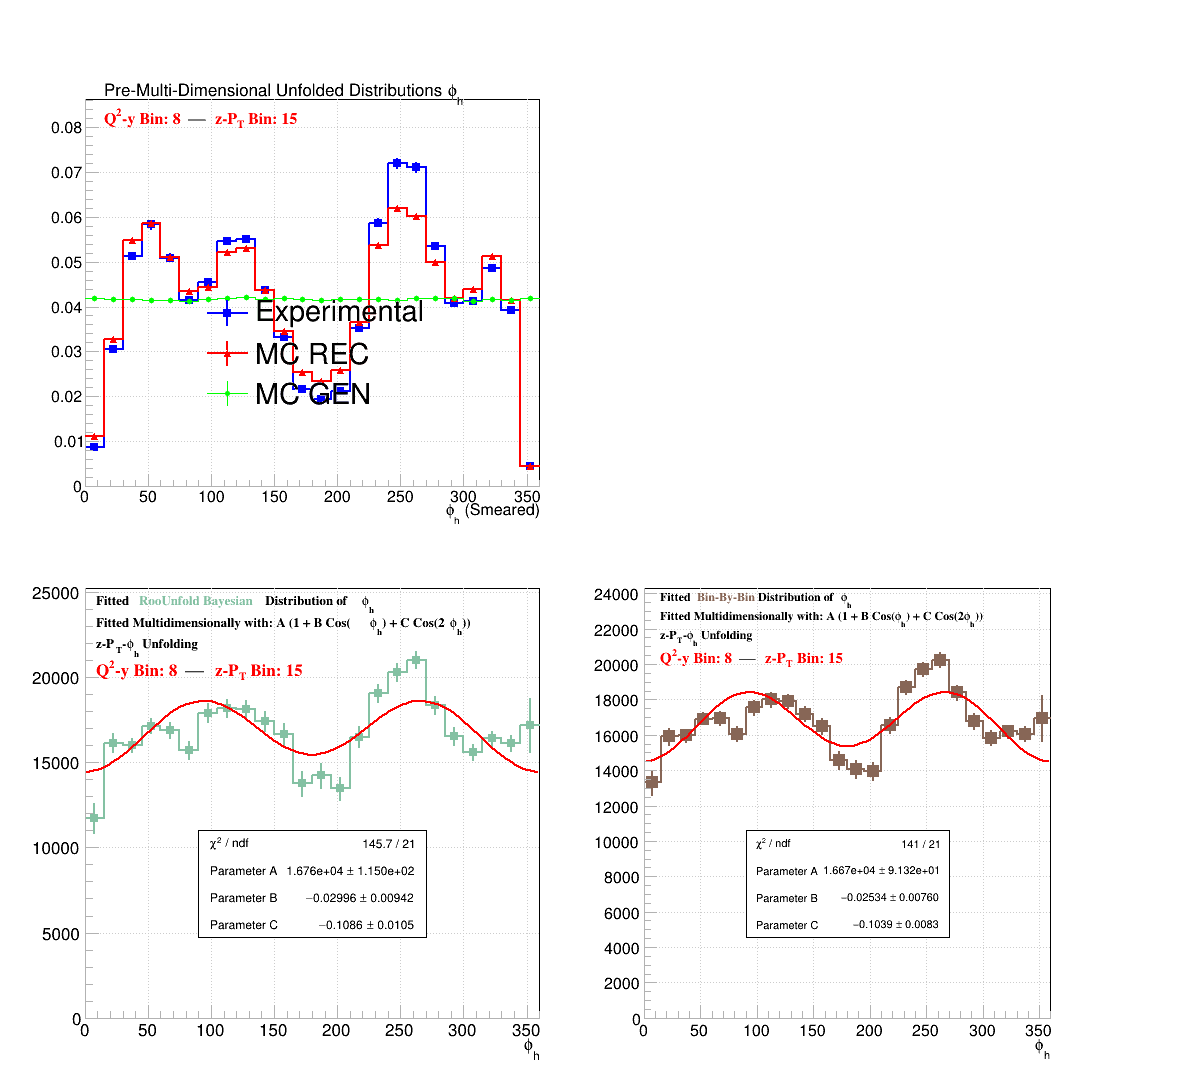 Pre-Multi-Dimensional Unfolded Distributions ϕh
Q²-y Bin: 8 — z-PT Bin: 15
0.08
0.07
0.06
0.05
0.04
0.03
0.02
0.01
0
Experimental
MC REC
MC GEN
0 50 100 150 200 250 300 350
ϕh (Smeared)
25000
20000
15000
10000
5000
0
Fitted RooUnfold Bayesian Distribution of ϕh
Fitted Multidimensionally with: A (1 + B Cos( ϕh) + C Cos(2 ϕh))
z-PT-ϕh Unfolding
Q²-y Bin: 8 — z-PT Bin: 15
χ² / ndf 145.7 / 21
Parameter A 1.676e+04 ± 1.150e+02
Parameter B −0.02996 ± 0.00942
Parameter C −0.1086 ± 0.0105
0 50 100 150 200 250 300 350
ϕh
24000
22000
20000
18000
16000
14000
12000
10000
8000
6000
4000
2000
0
Fitted Bin-By-Bin Distribution of ϕh
Fitted Multidimensionally with: A (1 + B Cos(ϕh) + C Cos(2ϕh))
z-PT-ϕh Unfolding
Q²-y Bin: 8 — z-PT Bin: 15
χ² / ndf 141 / 21
Parameter A 1.667e+04 ± 9.132e+01
Parameter B −0.02534 ± 0.00760
Parameter C −0.1039 ± 0.0083
0 50 100 150 200 250 300 350
ϕh